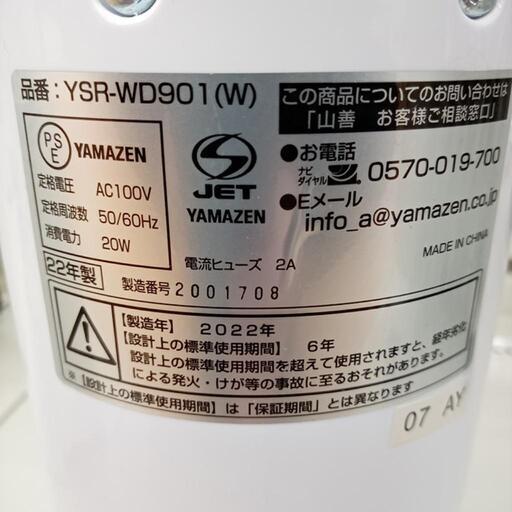 品番：YSR-WD901(W)
PSE YAMAZEN
定格電圧 AC100V
定格周波数 50/60Hz
消費電力 20W
22年製
S
JET
YAMAZEN
電流ヒューズ 2A
製造番号 2001708
この商品についてのお問い合わせは
「山善 お客様ご相談窓口」
●お電話
ナビダイヤル 0570-019-700
●Eメール
info_a@yamazen.co.jp
MADE IN CHINA
【製造年】 2022年
【設計上の標準使用期間】 6年
設計上の標準使用期間を超えて使用されますと、経年劣化
による発火・けが等の事故に至るおそれがあります。
※【設計上の標準使用期間】は「保証期間」とは異なります。
07 AY